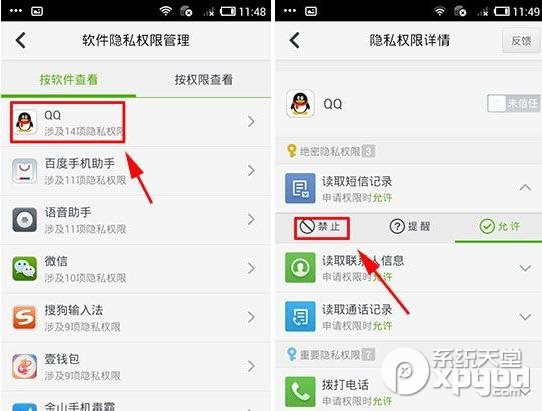 11:48
软件隐私权限管理
按软件查看
按权限查看
QQ
涉及14项隐私权限
百度手机助手
涉及11项隐私权限
语音助手
涉及11项隐私权限
微信
涉及10项隐私权限
搜狗输入法
涉及9项隐私权限
壹钱包
涉及9项隐私权限
金山手机毒霸
11:49
隐私权限详情
反馈
QQ
未信任
绝密隐私权限 3
读取短信记录
申请权限时允许
禁止
提醒
允许
读取联系人信息
申请权限时允许
读取通话记录
申请权限时允许
重要隐私权限 7
拨打电话
申请权限时允许
系统天堂
xpgod.com